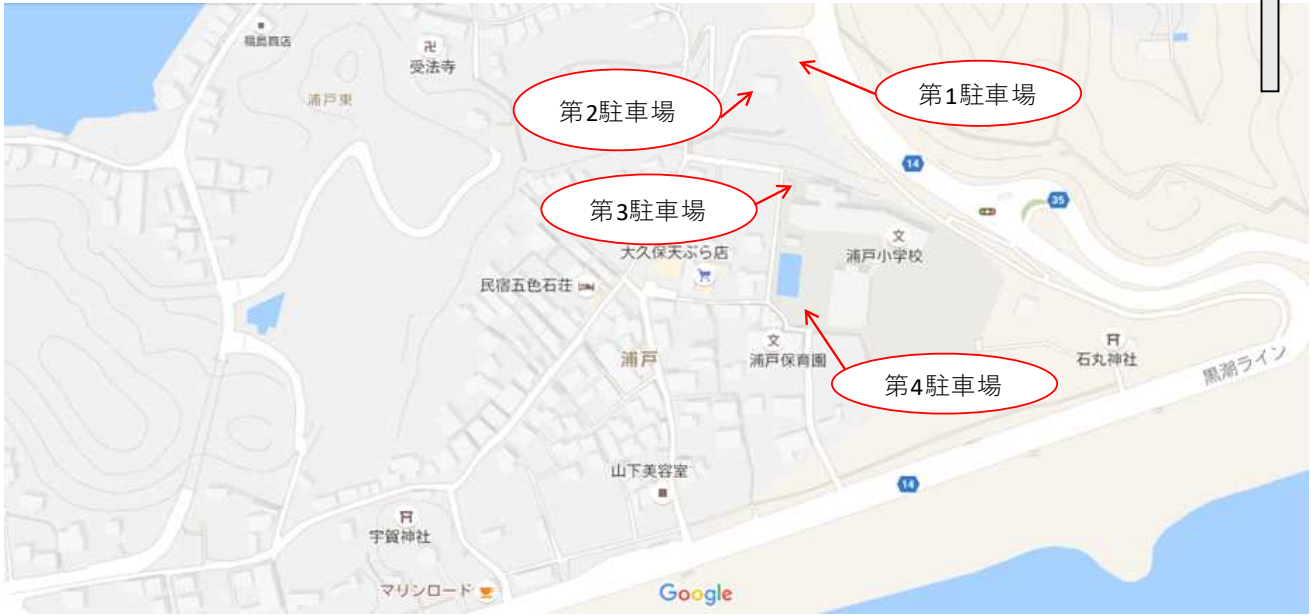 福島商店
卍
受法寺
浦戸東
第1駐車場
第2駐車場
14
35
第3駐車場
文
浦戸小学校
大久保天ぷら店
民宿五色石荘
浦戸
文
浦戸保育園
石丸神社
黒潮ライン
第4駐車場
山下美容室
14
宇賀神社
マリンロード
Google